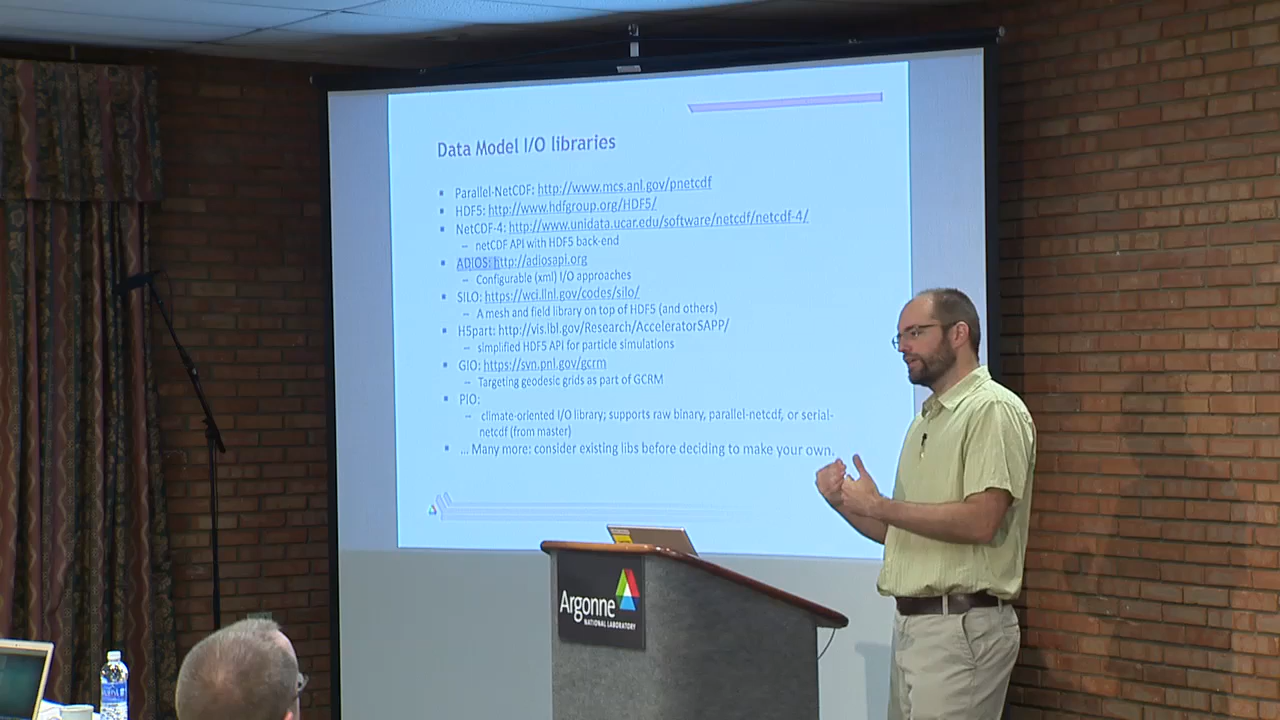 Data Model I/O libraries
▪ Parallel-NetCDF: http://www.mcs.anl.gov/pnetcdf
▪ HDF5: http://www.hdfgroup.org/HDF5/
▪ NetCDF-4: http://www.unidata.ucar.edu/software/netcdf/netcdf-4/
– netCDF API with HDF5 back-end
▪ ADIOS: http://adiosapi.org
– Configurable (xml) I/O approaches
▪ SILO: https://wci.llnl.gov/codes/silo/
– A mesh and field library on top of HDF5 (and others)
▪ H5part: http://vis.lbl.gov/Research/AcceleratorSAPP/
– simplified HDF5 API for particle simulations
▪ GIO: https://svn.pnl.gov/gcrm
– Targeting geodesic grids as part of GCRM
▪ PIO:
– climate-oriented I/O library; supports raw binary, parallel-netcdf, or serial-
netcdf (from master)
▪ ... Many more: consider existing libs before deciding to make your own.
Argonne
NATIONAL LABORATORY